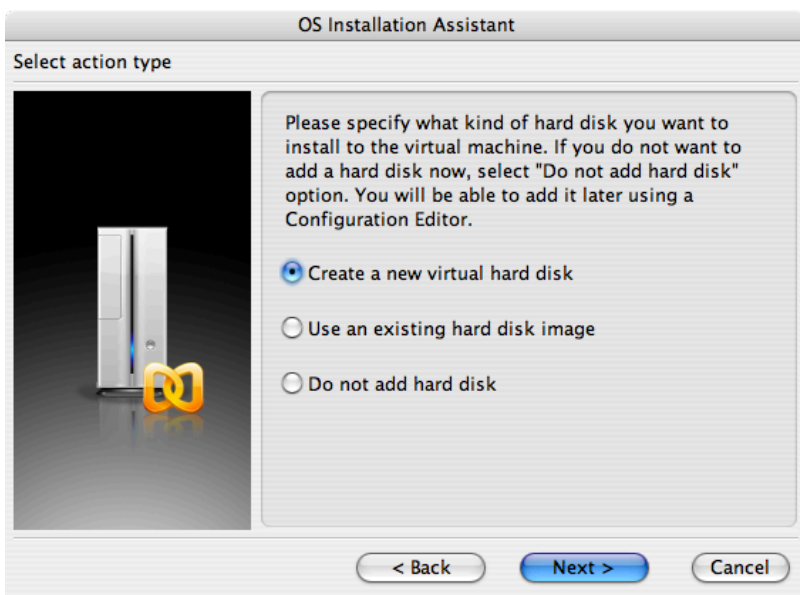 OS Installation Assistant
Select action type
Please specify what kind of hard disk you want to
install to the virtual machine. If you do not want to
add a hard disk now, select "Do not add hard disk"
option. You will be able to add it later using a
Configuration Editor.
Create a new virtual hard disk
Use an existing hard disk image
Do not add hard disk
< Back
Next >
Cancel